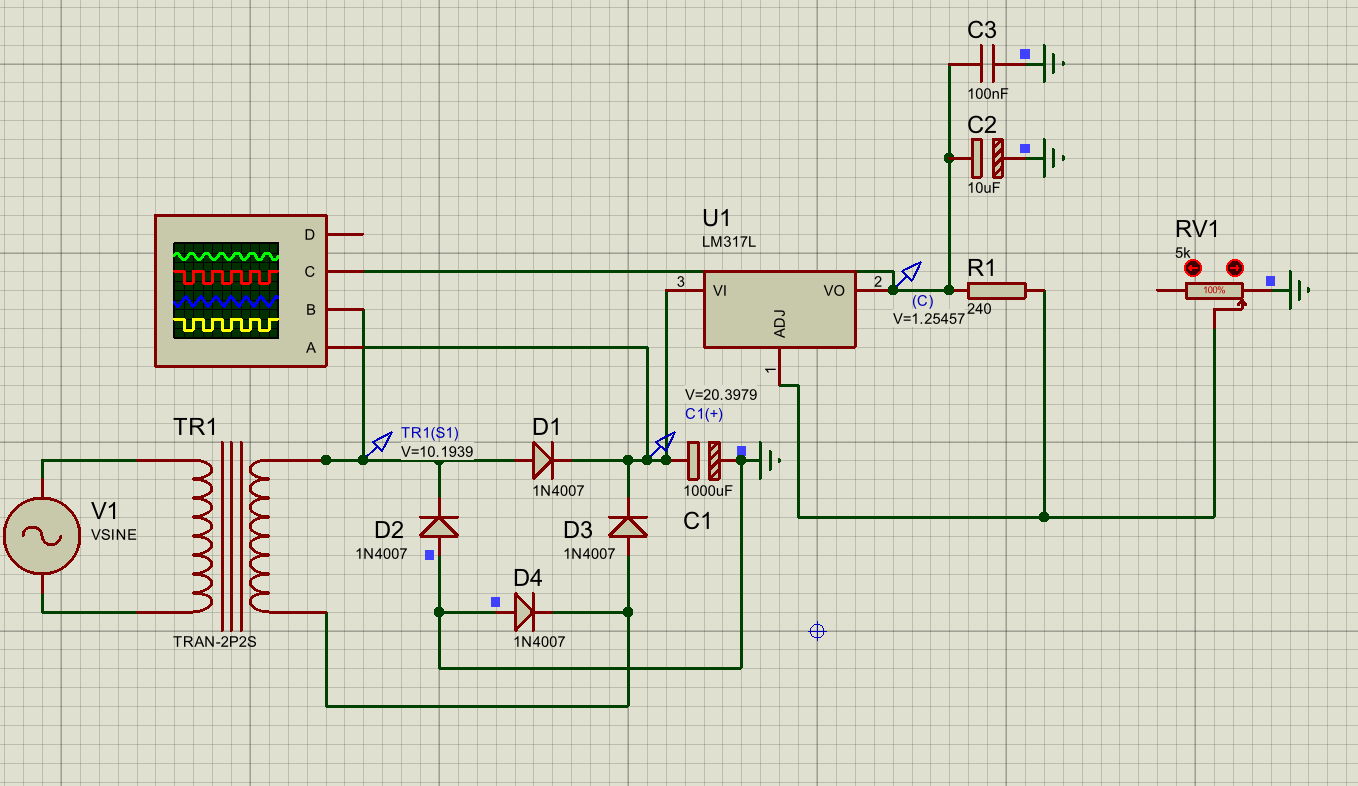 C3
100nF
C2
10uF
U1
LM317L
RV1
5k
D
C
B
A
3
VI
VO
2
ADJ
1
(C)
V=1.25457
R1
240
100%
V=20.3979
C1(+)
TR1
TR1(S1)
V=10.1939
D1
1N4007
1000uF
C1
V1
VSINE
D2
1N4007
D3
1N4007
D4
1N4007
TRAN-2P2S